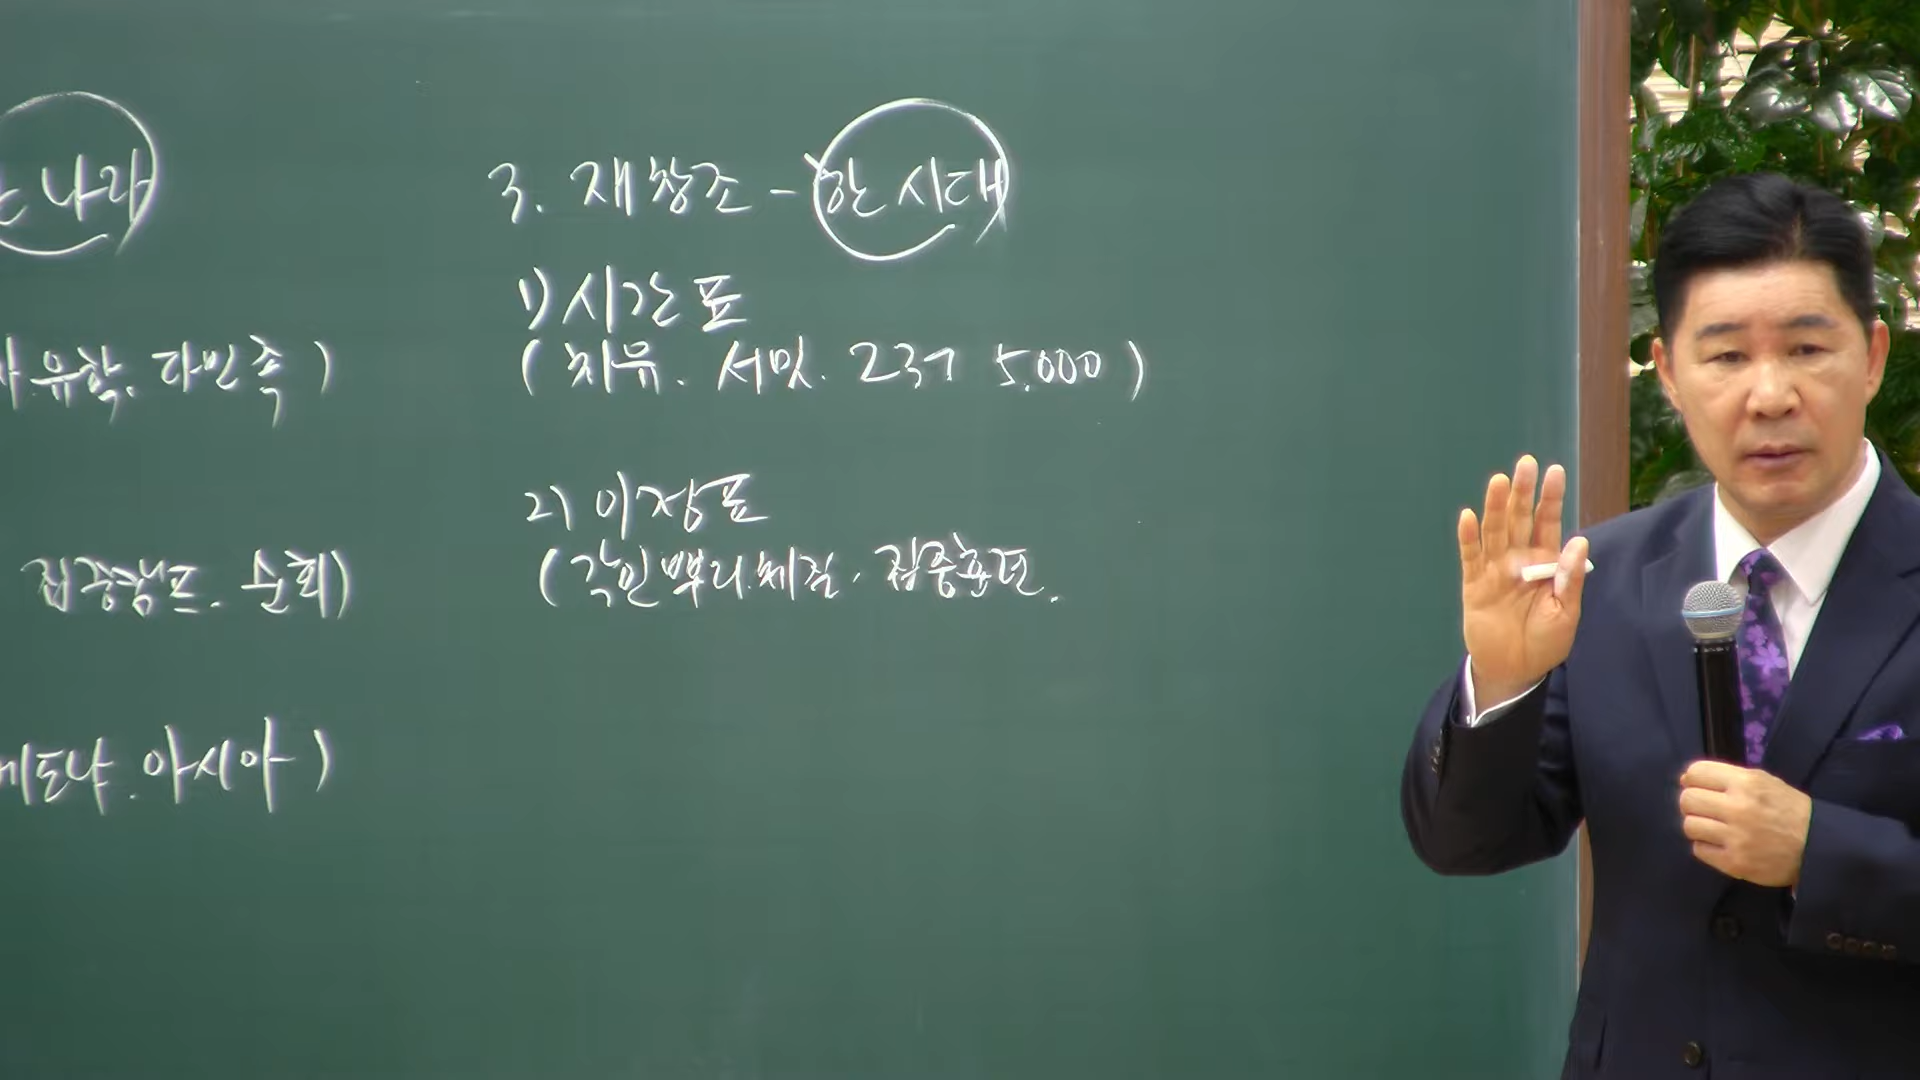 나라
유학. 다민족)
집중캠프. 순회)
아시아)
3. 재창조 - 한 시대
1) 시간표
(치유. 서밋. 237 5.000)
2) 이정표
(각인 뿌리 체질. 집중훈련.